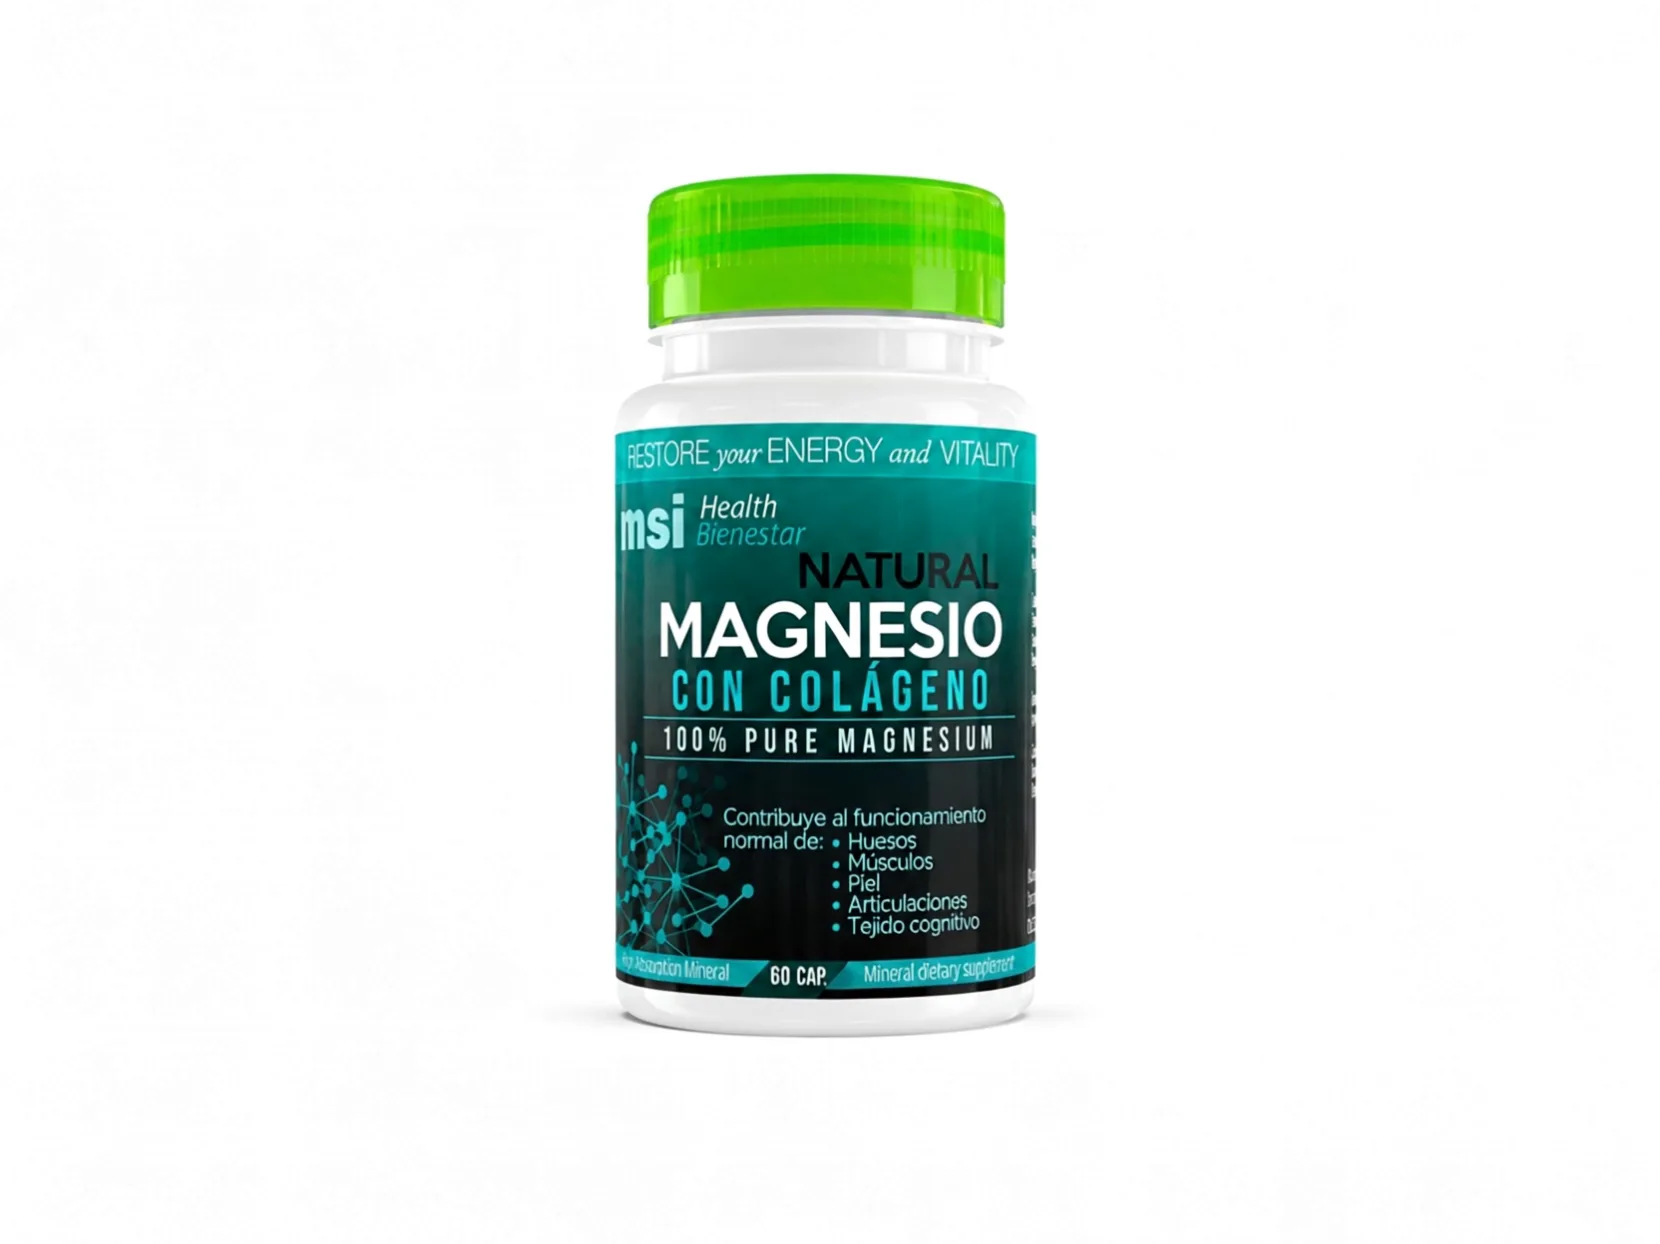 RESTORE your ENERGY and VITALITY
msi Health
Bienestar
NATURAL
MAGNESIO
CON COLÁGENO
100% PURE MAGNESIUM
Contribuye al funcionamiento
normal de: • Huesos
• Músculos
• Piel
• Articulaciones
• Tejido cognitivo
High Absorption Mineral 60 CAP. Mineral dietary supplement